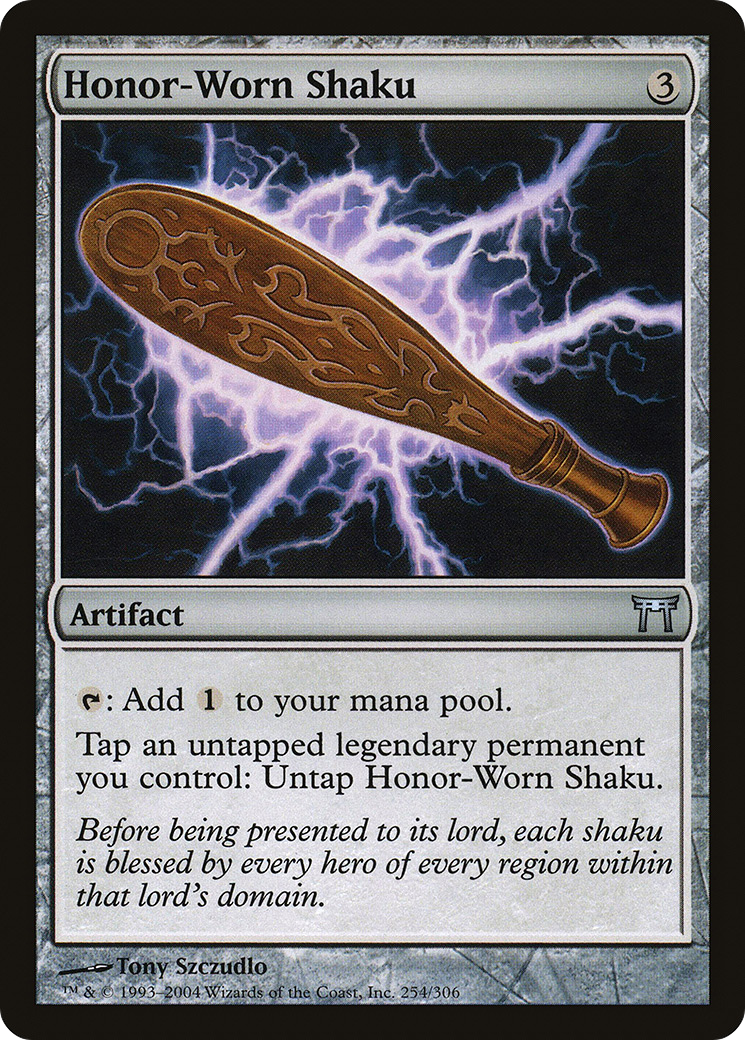 Honor-Worn Shaku 3
Artifact
: Add 1 to your mana pool.
Tap an untapped legendary permanent
you control: Untap Honor-Worn Shaku.
Before being presented to its lord, each shaku
is blessed by every hero of every region within
that lord's domain.
Tony Szczudlo
™ & © 1993–2004 Wizards of the Coast, Inc. 254/306